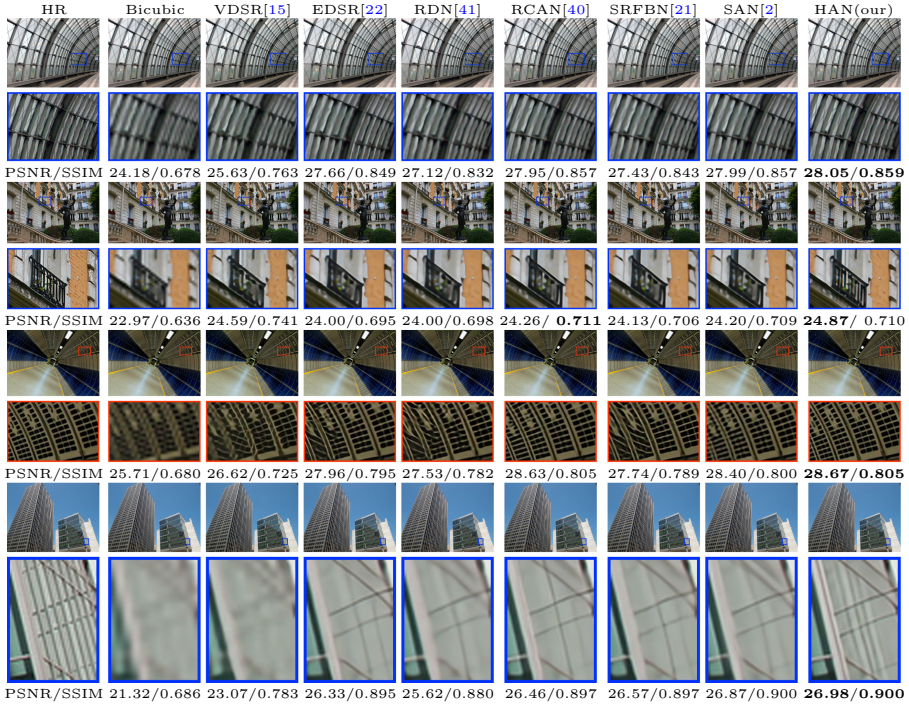 HR Bicubic VDSR[15] EDSR[22] RDN[41] RCAN[40] SRFBN[21] SAN[2] HAN(our)
PSNR/SSIM 24.18/0.678 25.63/0.763 27.66/0.849 27.12/0.832 27.95/0.857 27.43/0.843 27.99/0.857 28.05/0.859
PSNR/SSIM 22.97/0.636 24.59/0.741 24.00/0.695 24.00/0.698 24.26/ 0.711 24.13/0.706 24.20/0.709 24.87/ 0.710
PSNR/SSIM 25.71/0.680 26.62/0.725 27.96/0.795 27.53/0.782 28.63/0.805 27.74/0.789 28.40/0.800 28.67/0.805
PSNR/SSIM 21.32/0.686 23.07/0.783 26.33/0.895 25.62/0.880 26.46/0.897 26.57/0.897 26.87/0.900 26.98/0.900